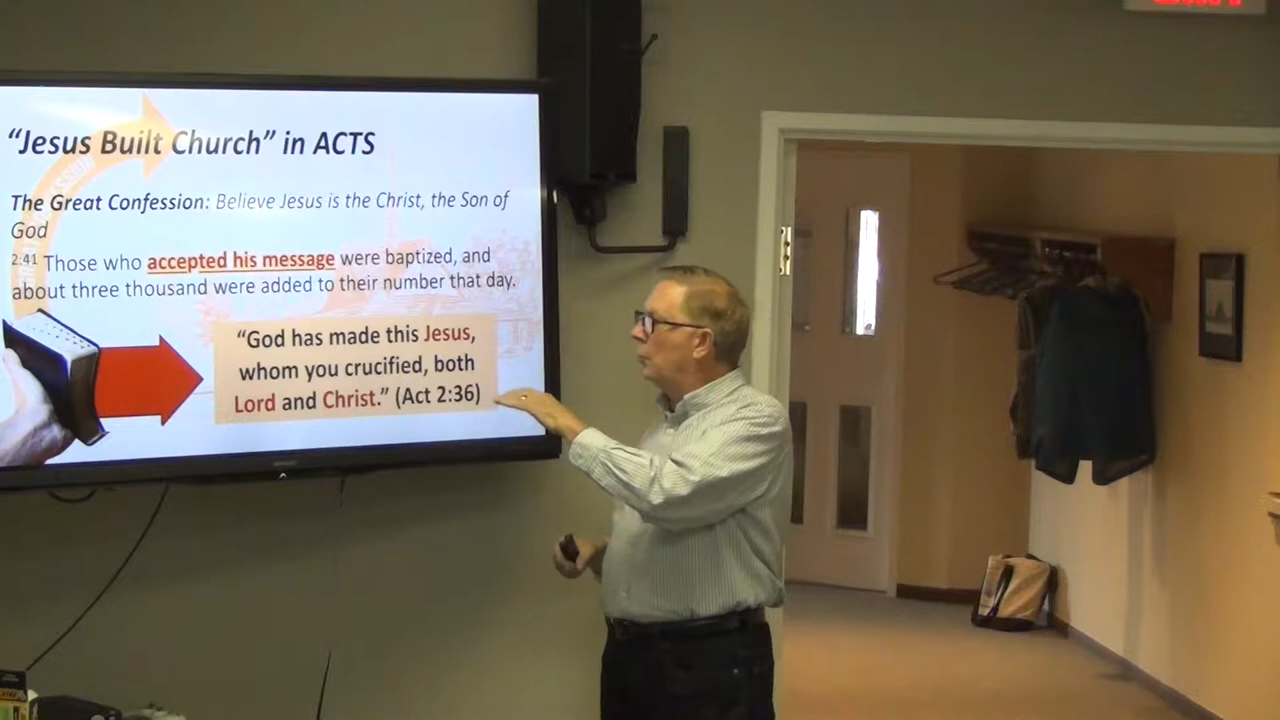 “Jesus Built Church” in ACTS
The Great Confession: Believe Jesus is the Christ, the Son of
God
2:41 Those who accepted his message were baptized, and
about three thousand were added to their number that day.
“God has made this Jesus,
whom you crucified, both
Lord and Christ.” (Act 2:36)